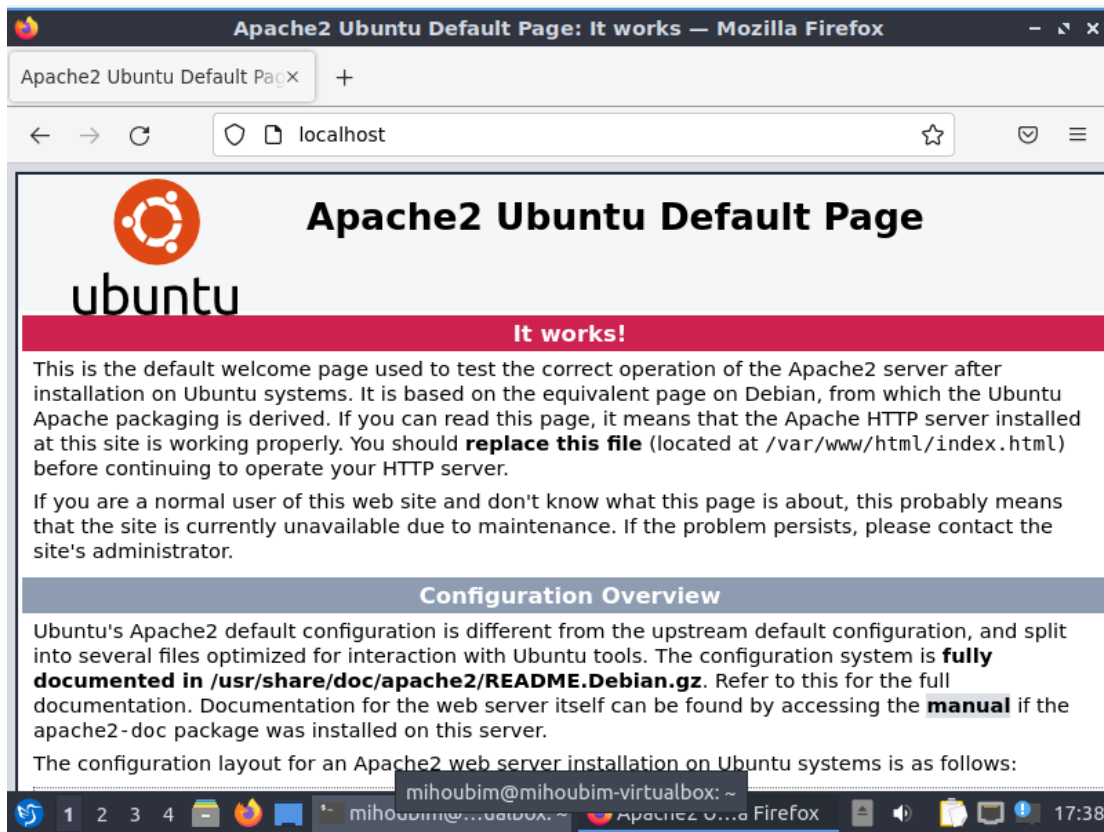 Apache2 Ubuntu Default Page: It works — Mozilla Firefox
Apache2 Ubuntu Default Pag
localhost
ubuntu
Apache2 Ubuntu Default Page
It works!
This is the default welcome page used to test the correct operation of the Apache2 server after
installation on Ubuntu systems. It is based on the equivalent page on Debian, from which the Ubuntu
Apache packaging is derived. If you can read this page, it means that the Apache HTTP server installed
at this site is working properly. You should replace this file (located at /var/www/html/index.html)
before continuing to operate your HTTP server.
If you are a normal user of this web site and don't know what this page is about, this probably means
that the site is currently unavailable due to maintenance. If the problem persists, please contact the
site's administrator.
Configuration Overview
Ubuntu's Apache2 default configuration is different from the upstream default configuration, and split
into several files optimized for interaction with Ubuntu tools. The configuration system is fully
documented in /usr/share/doc/apache2/README.Debian.gz. Refer to this for the full
documentation. Documentation for the web server itself can be found by accessing the manual if the
apache2-doc package was installed on this server.
The configuration layout for an Apache2 web server installation on Ubuntu systems is as follows:
mihoubim@mihoubim-virtualbox: ~
1 2 3 4 mihoubim@...ualbox: ~ Apache2 U...a Firefox 17:38